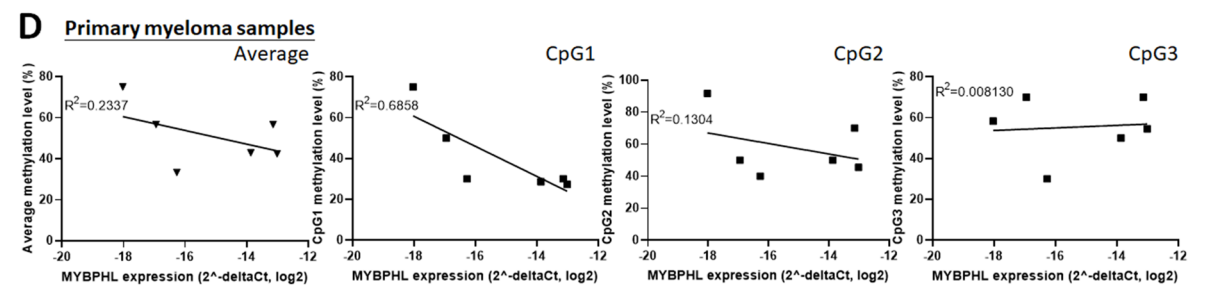 D Primary myeloma samples
Average
Average methylation level (%)
80
60
40
20
0
R²=0.2337
-20 -18 -16 -14 -12
MYBPHL expression (2^-deltaCt, log2)
CpG1
CpG1 methylation level (%)
80
60
40
20
0
R²=0.6858
-20 -18 -16 -14 -12
MYBPHL expression (2^-deltaCt, log2)
CpG2
CpG2 methylation level (%)
100
80
60
40
20
0
R²=0.1304
-20 -18 -16 -14 -12
MYBPHL expression (2^-deltaCt, log2)
CpG3
CpG3 methylation level (%)
80
60
40
20
0
R²=0.008130
-20 -18 -16 -14 -12
MYBPHL expression (2^-deltaCt, log2)